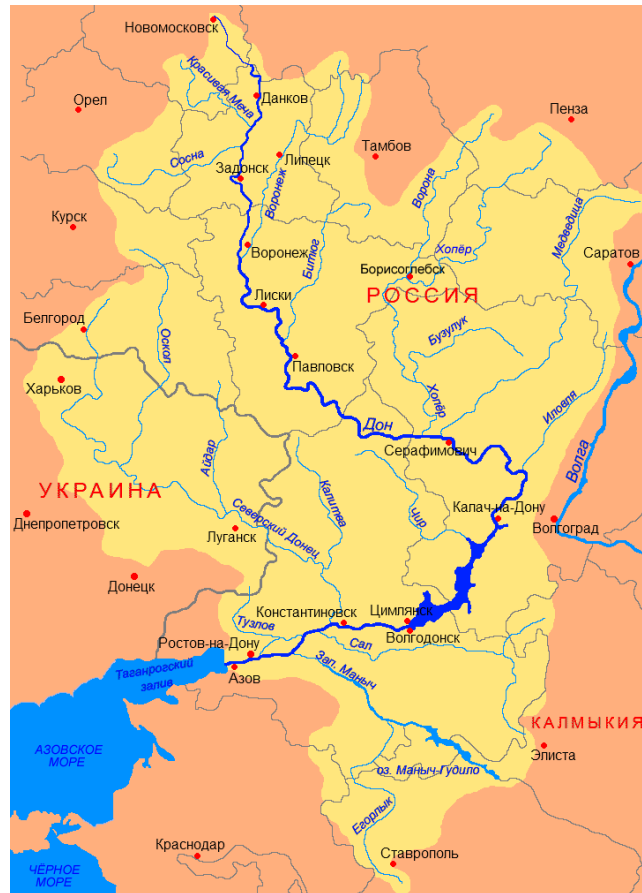 Новомосковск
Красивая Меча
Данков
Орел
Пенза
Сосна
Липецк
Тамбов
Задонск
Воронеж
Ворона
Курск
Медведица
Воронеж
Битюг
Хопёр
Саратов
Борисоглебск
РОССИЯ
Лиски
Белгород
Оскол
Бузулук
Павловск
Харьков
Хопёр
Иловля
Дон
Серафимович
Волга
Айдар
УКРАИНА
Калитва
Чир
Калач-на-Дону
Днепропетровск
Северский Донец
Волгоград
Луганск
Донецк
Константиновск
Цимлянск
Тузлов
Волгодонск
Ростов-на-Дону
Сал
Таганрогский
залив
Азов
Зап. Маныч
КАЛМЫКИЯ
АЗОВСКОЕ
МОРЕ
Элиста
оз. Маныч-Гудило
Егорлык
Краснодар
Ставрополь
ЧЁРНОЕ
МОРЕ